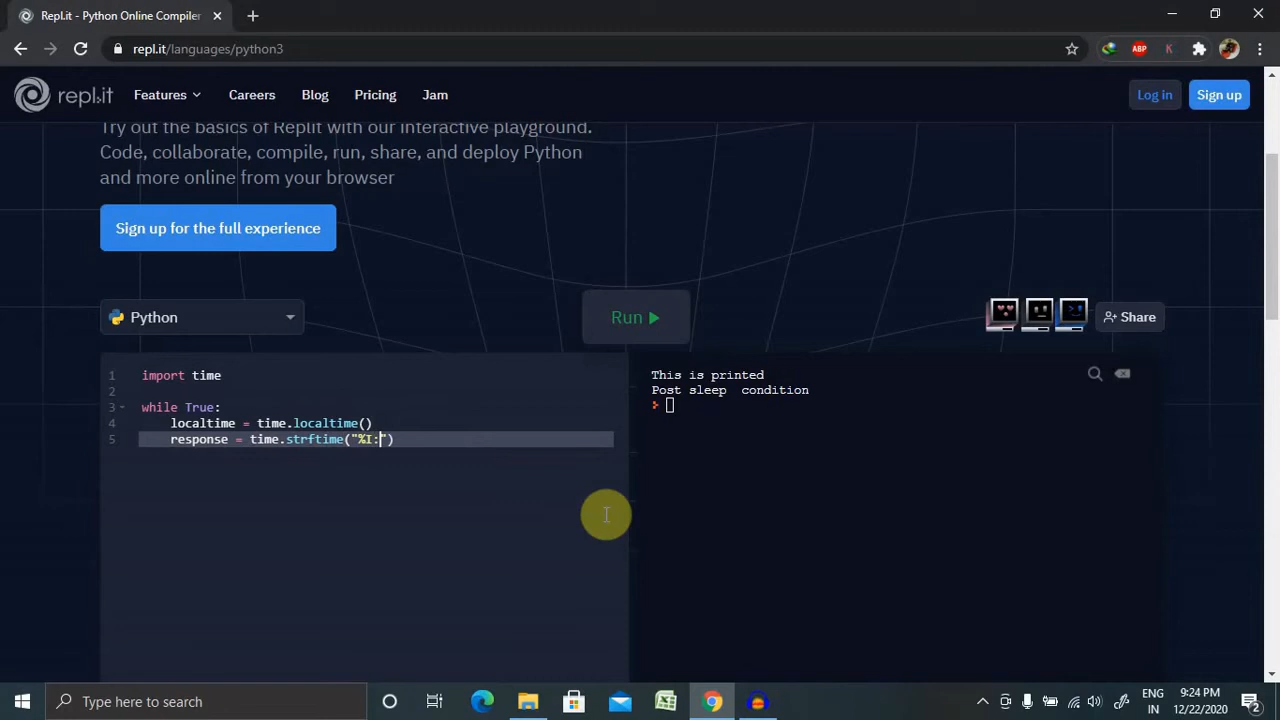 Repl.it - Python Online Compiler
repl.it/languages/python3
ABP
K
repl.it
Features
Careers
Blog
Pricing
Jam
Log in
Sign up
Try out the basics of Replit with our interactive playground.
Code, collaborate, compile, run, share, and deploy Python
and more online from your browser
Sign up for the full experience
Python
Run
Share
1 import time
2
3 while True:
4 localtime = time.localtime()
5 response = time.strftime("%I:")
This is printed
Post sleep condition
Type here to search
ENG
IN
9:24 PM
12/22/2020
2